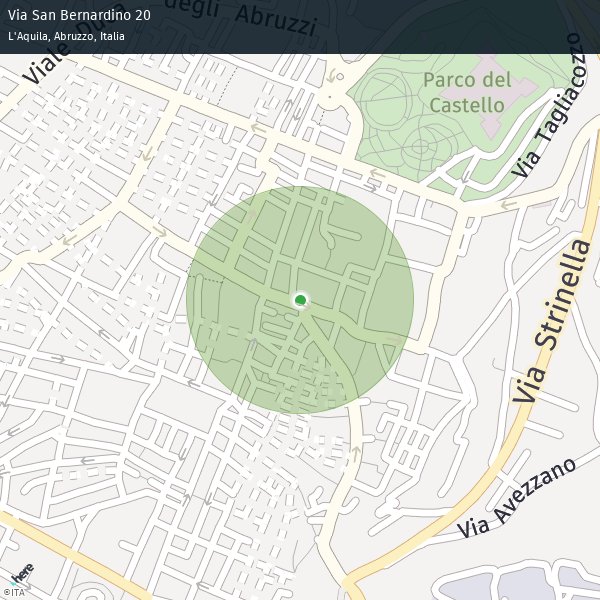 Via San Bernardino 20
L'Aquila, Abruzzo, Italia
Viale Duca degli Abruzzi
Parco del
Castello
Via Tagliacozzo
Via Strinella
Via Avezzano
here
©ITA